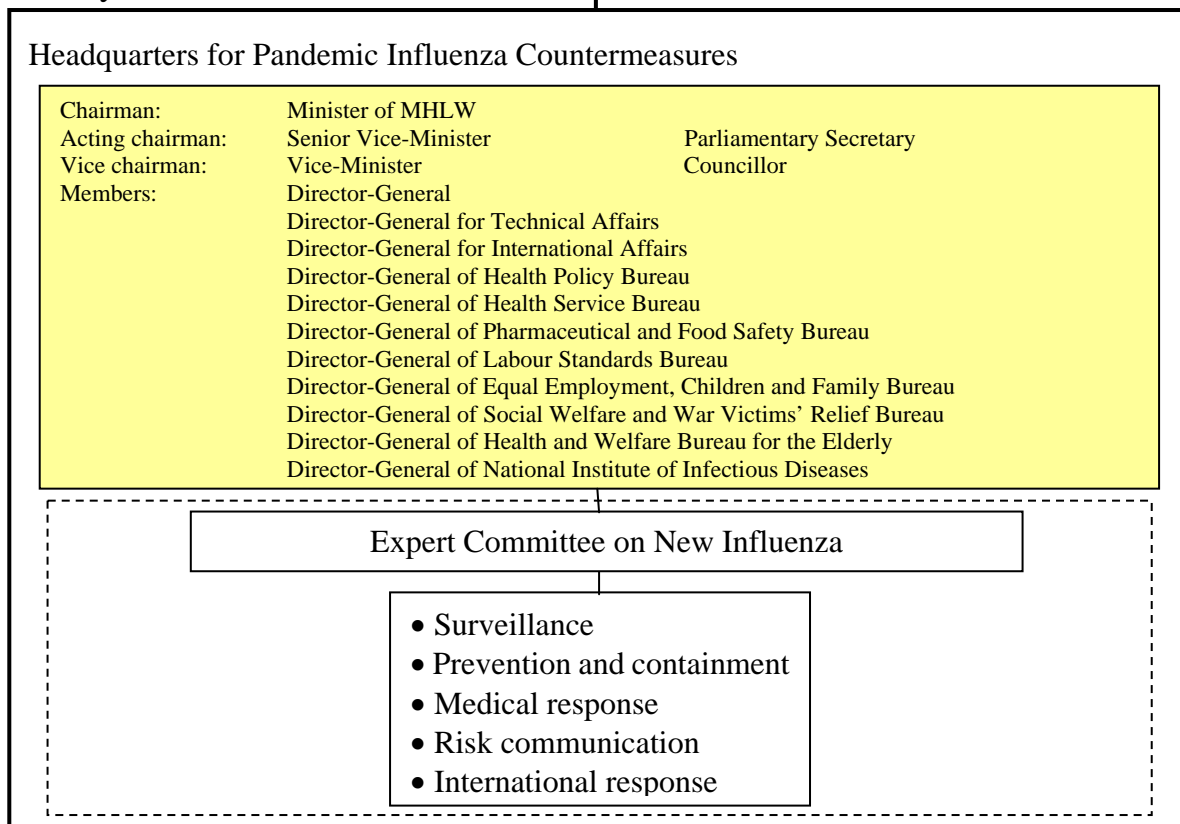 Headquarters for Pandemic Influenza Countermeasures
Chairman: Minister of MHLW
Acting chairman: Senior Vice-Minister Parliamentary Secretary
Vice chairman: Vice-Minister Councillor
Members: Director-General
Director-General for Technical Affairs
Director-General for International Affairs
Director-General of Health Policy Bureau
Director-General of Health Service Bureau
Director-General of Pharmaceutical and Food Safety Bureau
Director-General of Labour Standards Bureau
Director-General of Equal Employment, Children and Family Bureau
Director-General of Social Welfare and War Victims’ Relief Bureau
Director-General of Health and Welfare Bureau for the Elderly
Director-General of National Institute of Infectious Diseases
Expert Committee on New Influenza
• Surveillance
• Prevention and containment
• Medical response
• Risk communication
• International response